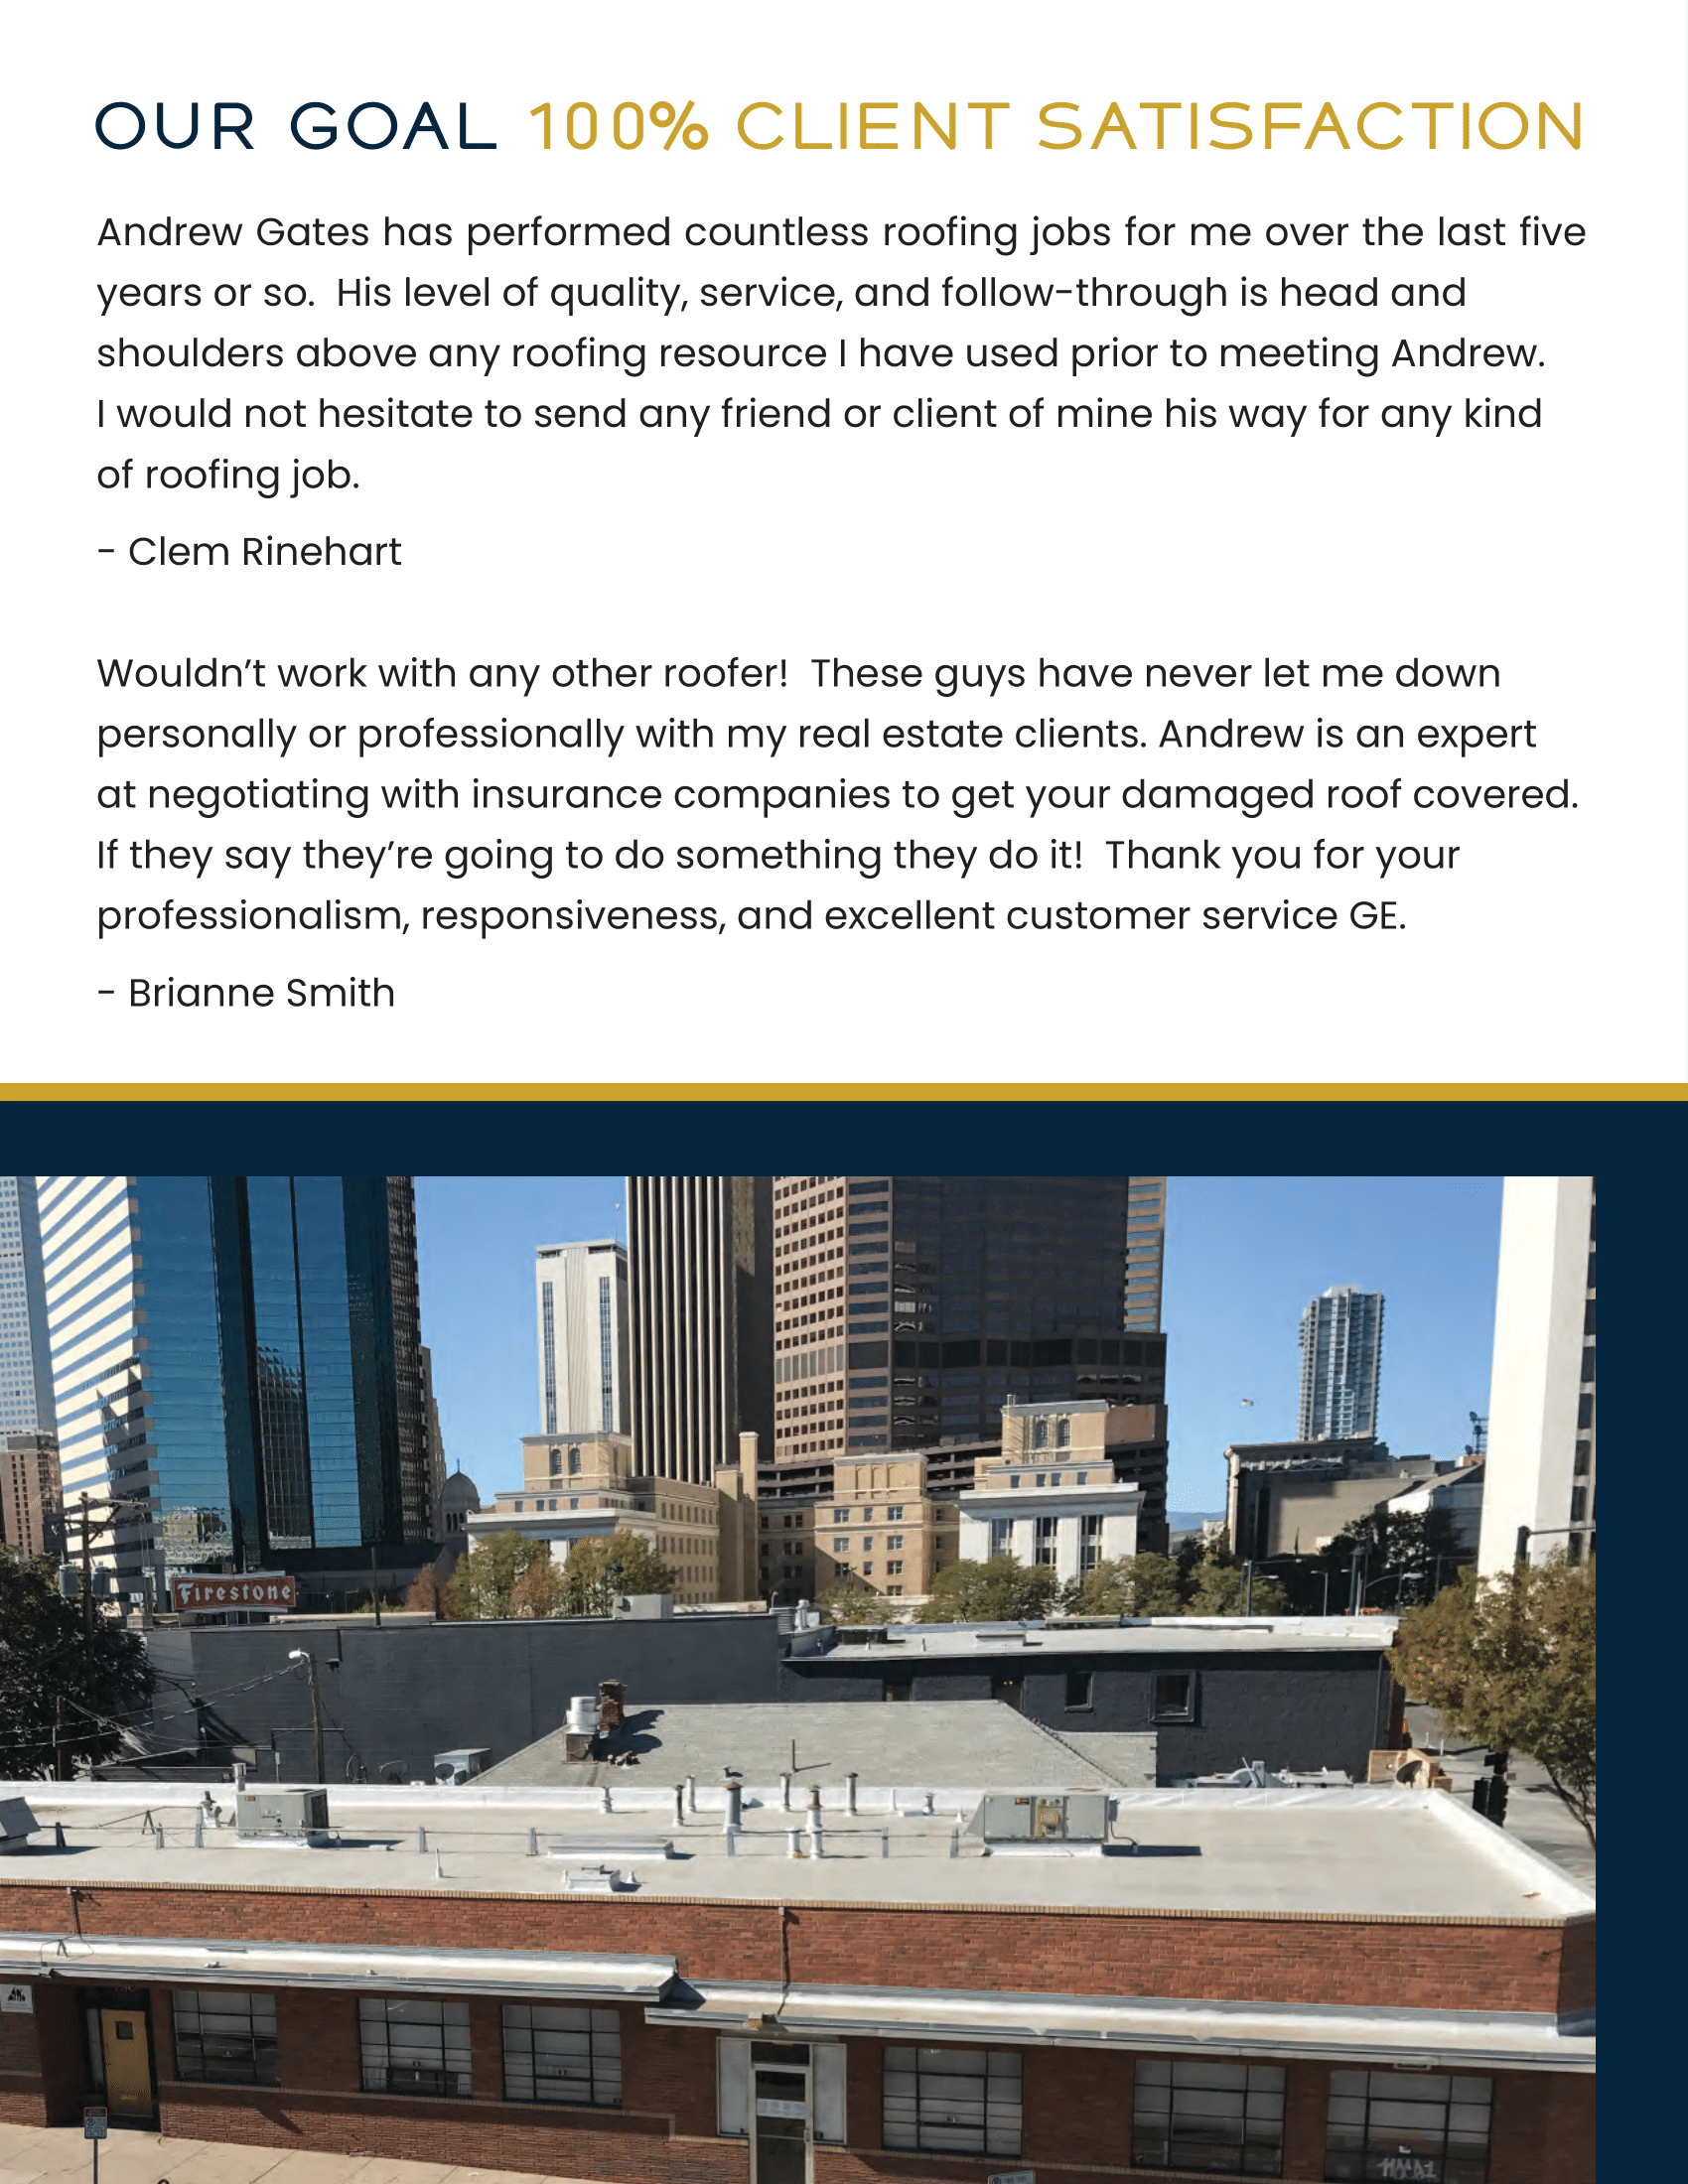 OUR GOAL 100% CLIENT SATISFACTION
Andrew Gates has performed countless roofing jobs for me over the last five
years or so.  His level of quality, service, and follow-through is head and
shoulders above any roofing resource I have used prior to meeting Andrew.
I would not hesitate to send any friend or client of mine his way for any kind
of roofing job.
- Clem Rinehart
Wouldn’t work with any other roofer!  These guys have never let me down
personally or professionally with my real estate clients. Andrew is an expert
at negotiating with insurance companies to get your damaged roof covered.
If they say they’re going to do something they do it!  Thank you for your
professionalism, responsiveness, and excellent customer service GE.
- Brianne Smith
Firestone